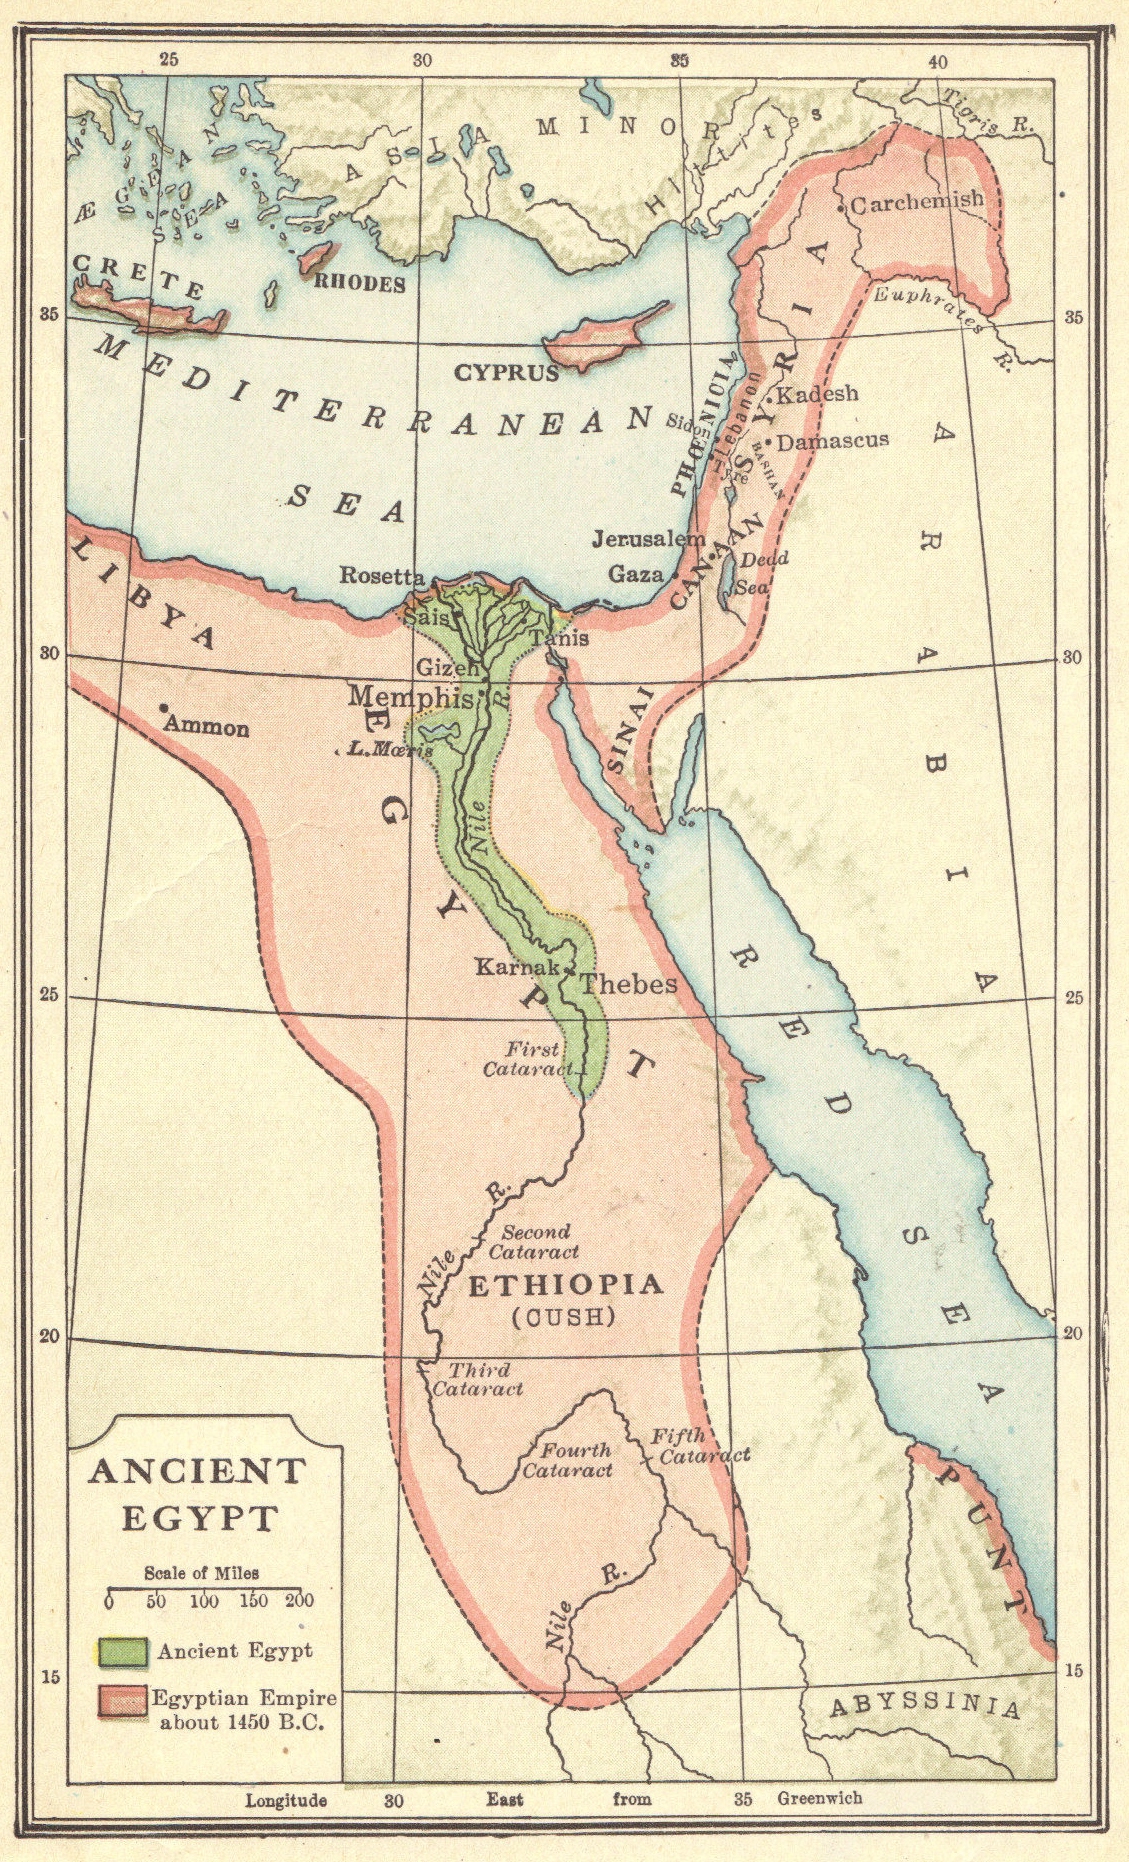 25 30 35 40
Tigris R.
ASIA MINOR
Hittites
ÆGEAN
SEA
Carchemish
CRETE
RHODES
Euphrates R.
35 35
MEDITERRANEAN
SEA
CYPRUS
SYRIA
PHŒNICIA
Lebanon
Kadesh
Sidon
Damascus
Tyre
BASHAN
ARABIA
Jerusalem
CANAAN
Dead
Sea
Gaza
LIBYA
Rosetta
Sais
Tanis
30 30
Gizeh
Memphis
SINAI
Ammon
L. Mœris
EGYPT
Nile R.
Karnak
Thebes
25 25
RED SEA
First
Cataract
Nile R.
Second
Cataract
ETHIOPIA
(CUSH)
20 20
Third
Cataract
Fourth
Cataract
Fifth
Cataract
PUNT
Nile R.
15 15
ABYSSINIA
ANCIENT
EGYPT
Scale of Miles
0 50 100 150 200
Ancient Egypt
Egyptian Empire
about 1450 B.C.
Longitude 30 East from 35 Greenwich